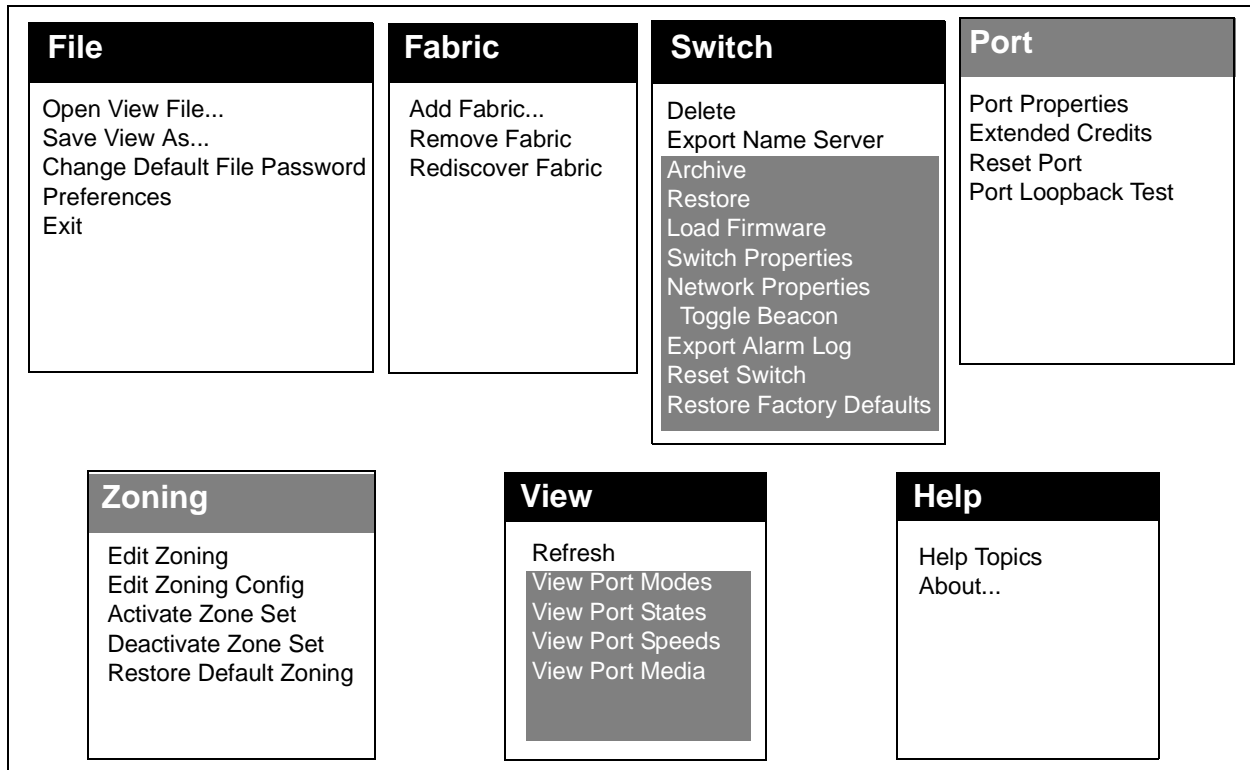 File
Open View File...
Save View As...
Change Default File Password
Preferences
Exit
Fabric
Add Fabric...
Remove Fabric
Rediscover Fabric
Switch
Delete
Export Name Server
Archive
Restore
Load Firmware
Switch Properties
Network Properties
Toggle Beacon
Export Alarm Log
Reset Switch
Restore Factory Defaults
Port
Port Properties
Extended Credits
Reset Port
Port Loopback Test
Zoning
Edit Zoning
Edit Zoning Config
Activate Zone Set
Deactivate Zone Set
Restore Default Zoning
View
Refresh
View Port Modes
View Port States
View Port Speeds
View Port Media
Help
Help Topics
About...